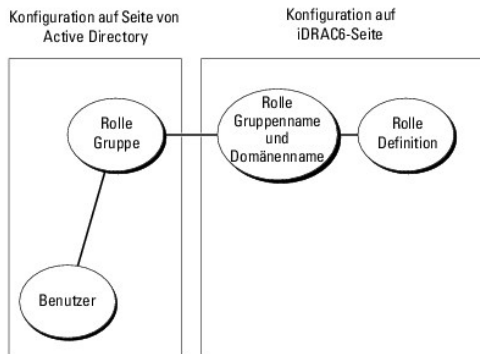 Konfiguration auf Seite von
Active Directory
Konfiguration auf
iDRAC6-Seite
Rolle
Gruppe
Rolle
Gruppenname
und
Domänenname
Rolle
Definition
Benutzer